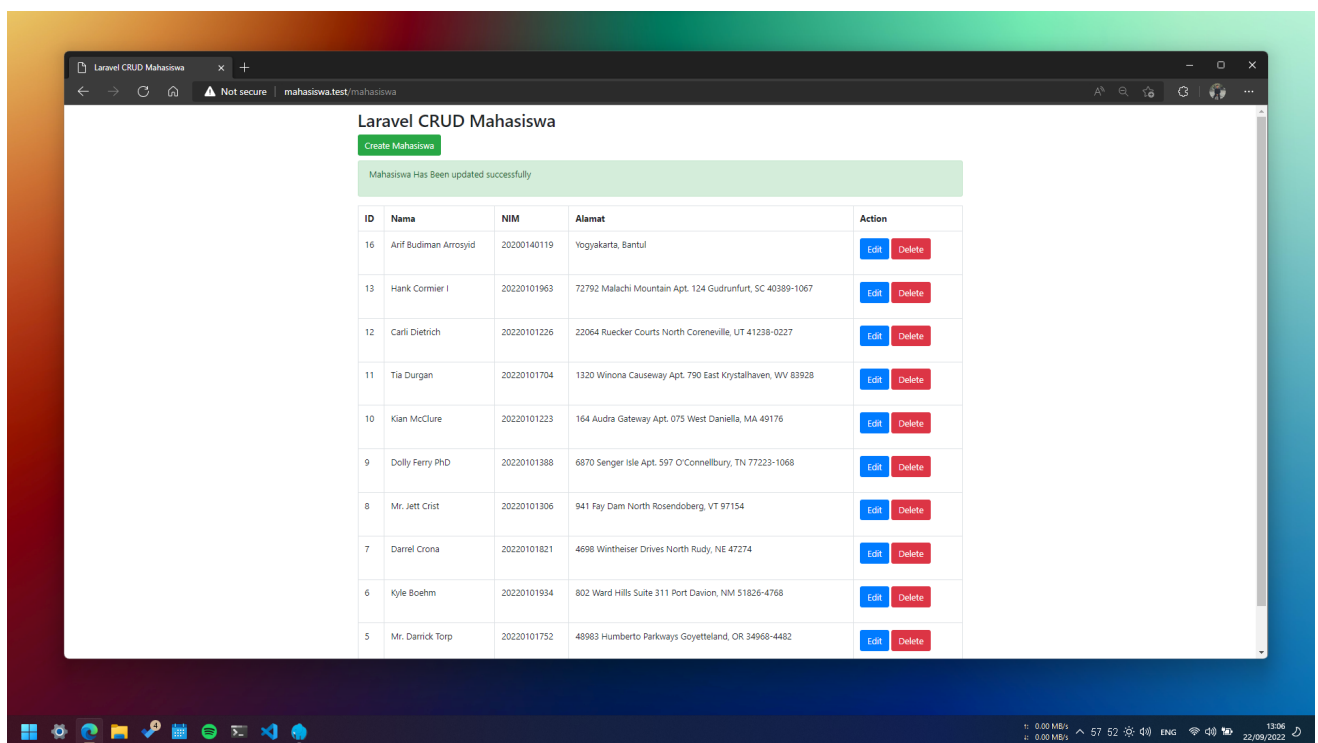 Laravel CRUD Mahasiswa
Not secure | mahasiswa.test/mahasiswa
Laravel CRUD Mahasiswa
Create Mahasiswa
Mahasiswa Has Been updated successfully
ID Nama NIM Alamat Action
16 Arif Budiman Arrosyid 20200140119 Yogyakarta, Bantul Edit Delete
13 Hank Cormier I 20220101963 72792 Malachi Mountain Apt. 124 Gudrunfurt, SC 40389-1067 Edit Delete
12 Carli Dietrich 20220101226 22064 Ruecker Courts North Coreneville, UT 41238-0227 Edit Delete
11 Tia Durgan 20220101704 1320 Winona Causeway Apt. 790 East Krystalhaven, WV 83928 Edit Delete
10 Kian McClure 20220101223 164 Audra Gateway Apt. 075 West Daniella, MA 49176 Edit Delete
9 Dolly Ferry PhD 20220101388 6870 Senger Isle Apt. 597 O'Connellbury, TN 77223-1068 Edit Delete
8 Mr. Jett Crist 20220101306 941 Fay Dam North Rosendoberg, VT 97154 Edit Delete
7 Darrel Crona 20220101821 4698 Wintheiser Drives North Rudy, NE 47274 Edit Delete
6 Kyle Boehm 20220101934 802 Ward Hills Suite 311 Port Davion, NM 51826-4768 Edit Delete
5 Mr. Darrick Torp 20220101752 48983 Humberto Parkways Goyetteland, OR 34968-4482 Edit Delete
4
0.00 MB/s
0.00 MB/s
57 52 ENG
13:06
22/09/2022